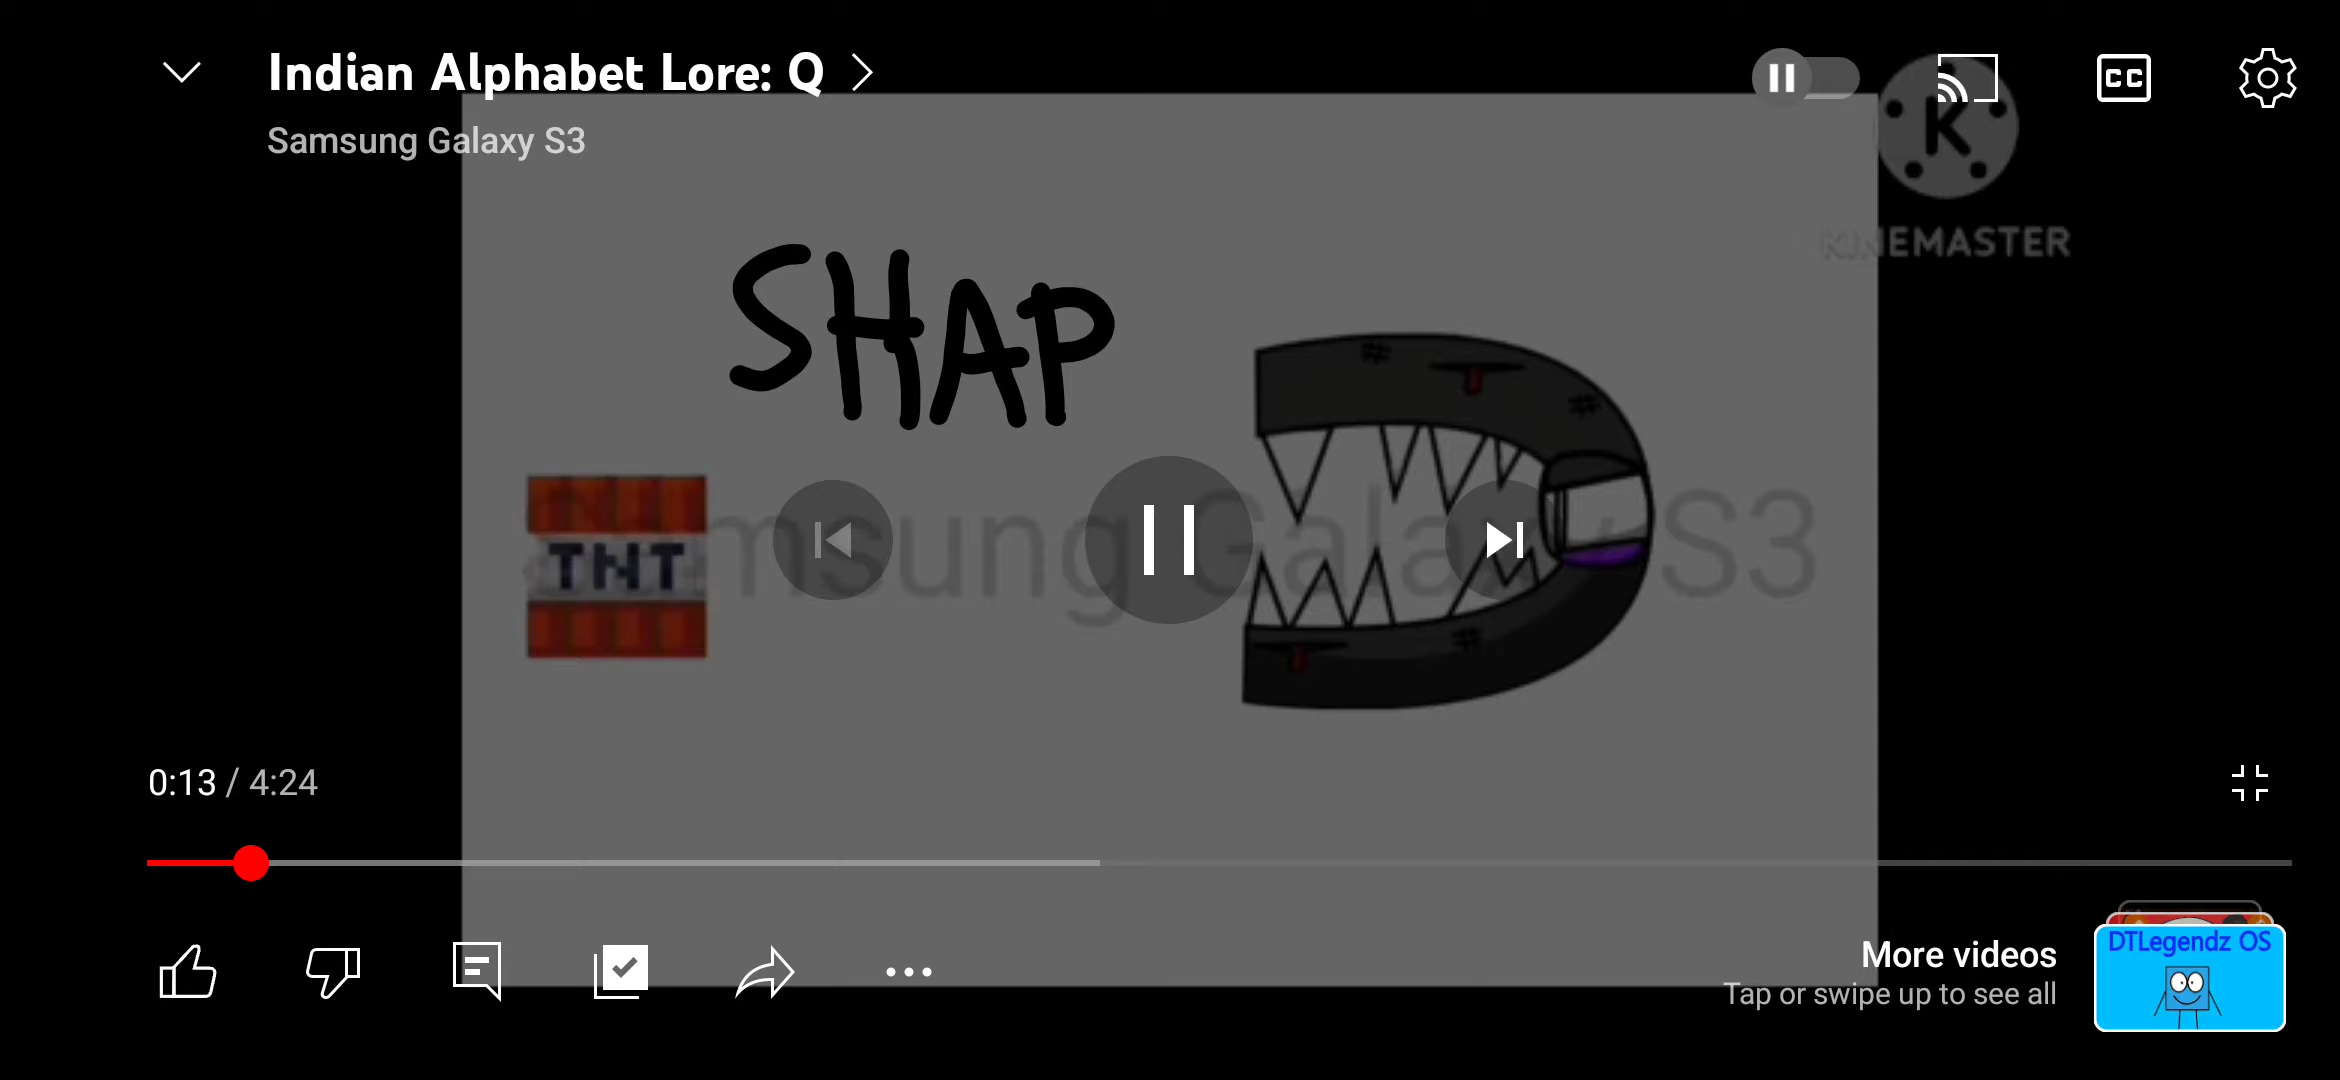 Indian Alphabet Lore: Q
Samsung Galaxy S3
CC
K
KINEMASTER
SHAP
TNT
Samsung Galaxy S3
0:13 / 4:24
More videos
Tap or swipe up to see all
DTLegendz OS